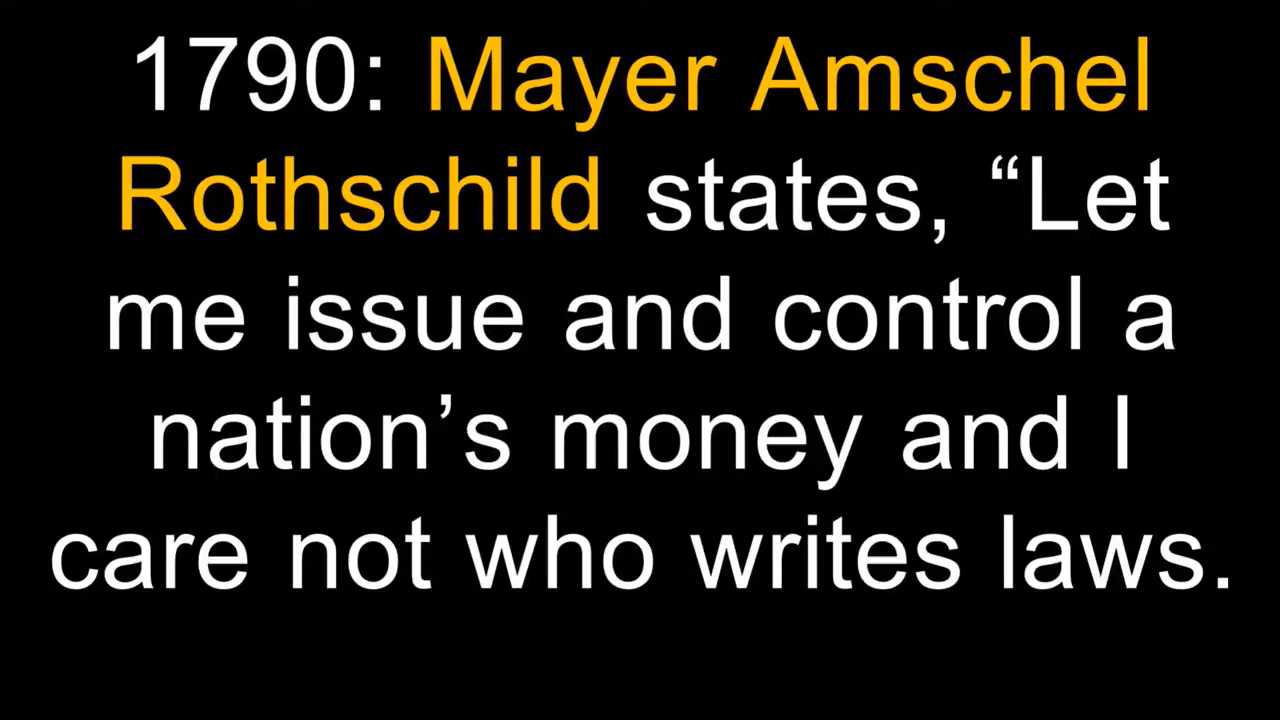 1790: Mayer Amschel
Rothschild states, “Let
me issue and control a
nation’s money and I
care not who writes laws.